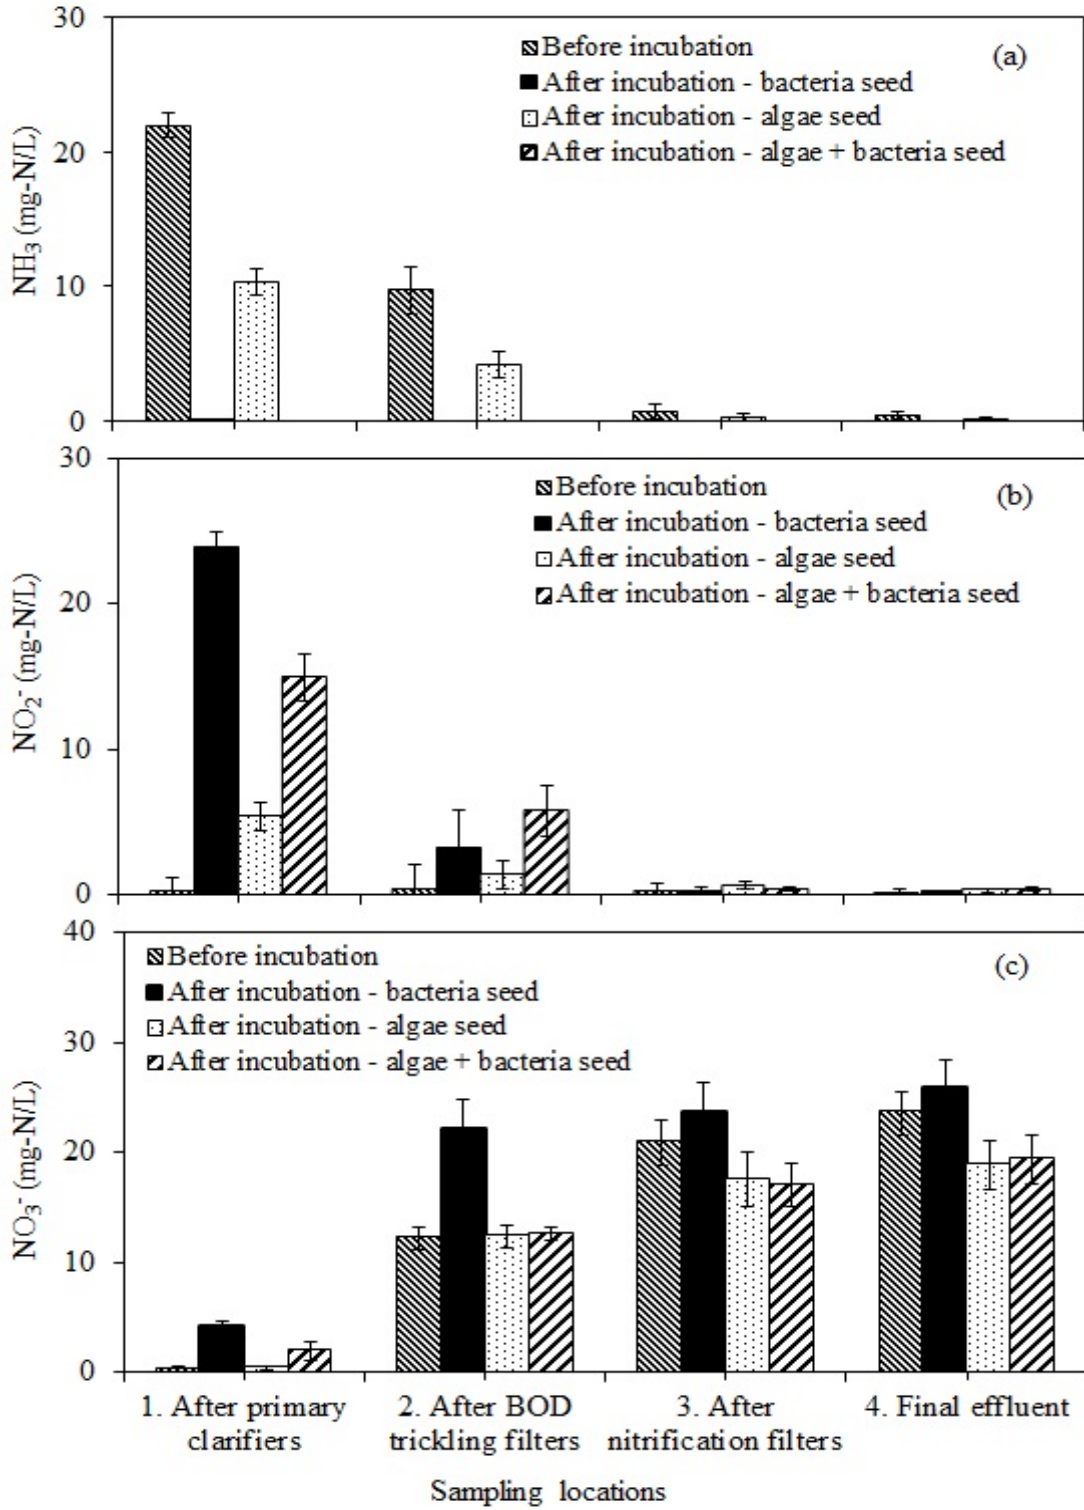 30
20
10
0
NH₃ (mg-N/L)
Before incubation
After incubation - bacteria seed
After incubation - algae seed
After incubation - algae + bacteria seed
(a)
30
20
10
0
NO₂⁻ (mg-N/L)
Before incubation
After incubation - bacteria seed
After incubation - algae seed
After incubation - algae + bacteria seed
(b)
40
30
20
10
0
NO₃⁻ (mg-N/L)
Before incubation
After incubation - bacteria seed
After incubation - algae seed
After incubation - algae + bacteria seed
(c)
1. After primary
clarifiers
2. After BOD
trickling filters
3. After
nitrification filters
4. Final effluent
Sampling locations